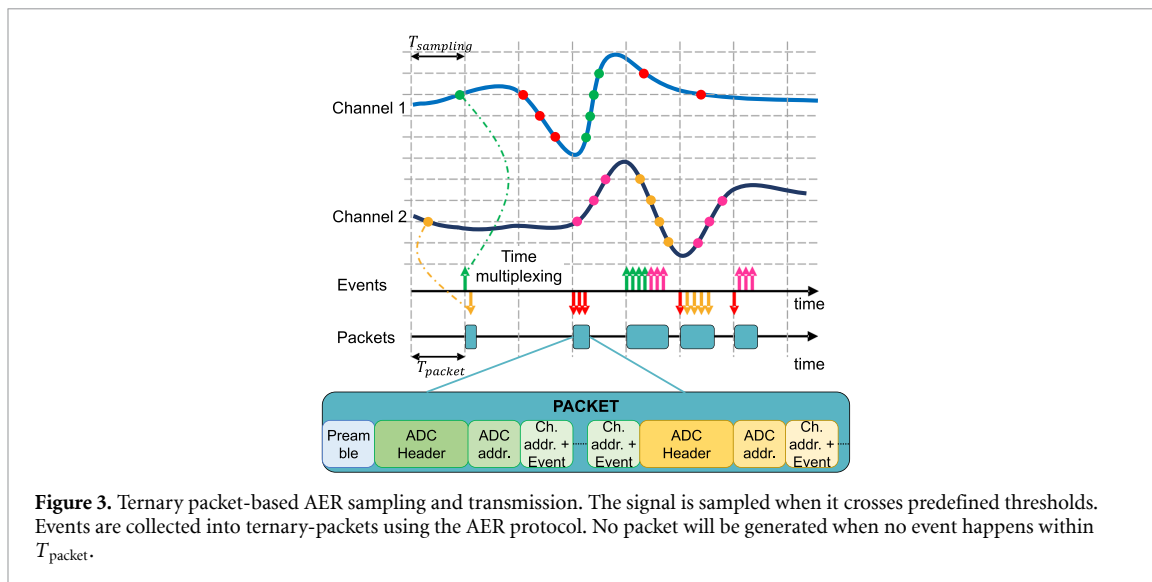 T_sampling
Channel 1
Channel 2
Time
multiplexing
Events
time
Packets
time
T_packet
PACKET
Pream
ble
ADC
Header
ADC
addr.
Ch.
addr. +
Event
Ch.
addr. +
Event
ADC
Header
ADC
addr.
Ch.
addr. +
Event
Figure 3. Ternary packet-based AER sampling and transmission. The signal is sampled when it crosses predefined thresholds.
Events are collected into ternary-packets using the AER protocol. No packet will be generated when no event happens within
T_packet.